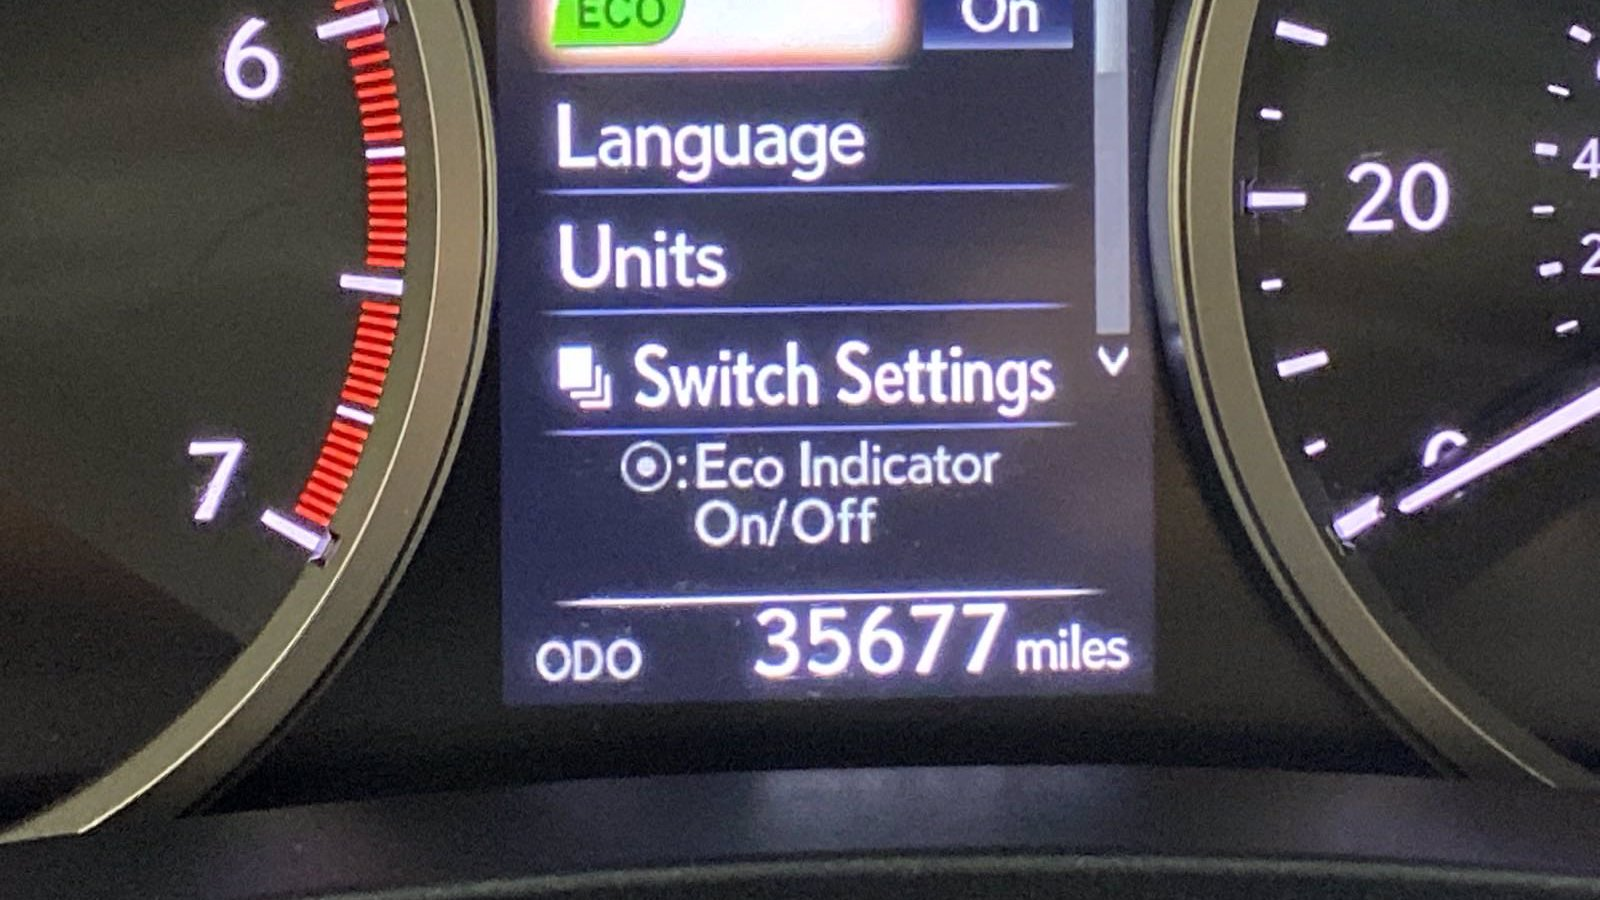 6
ECO On
Language
20
Units
Switch Settings
7
⦿:Eco Indicator
On/Off
ODO 35677 miles